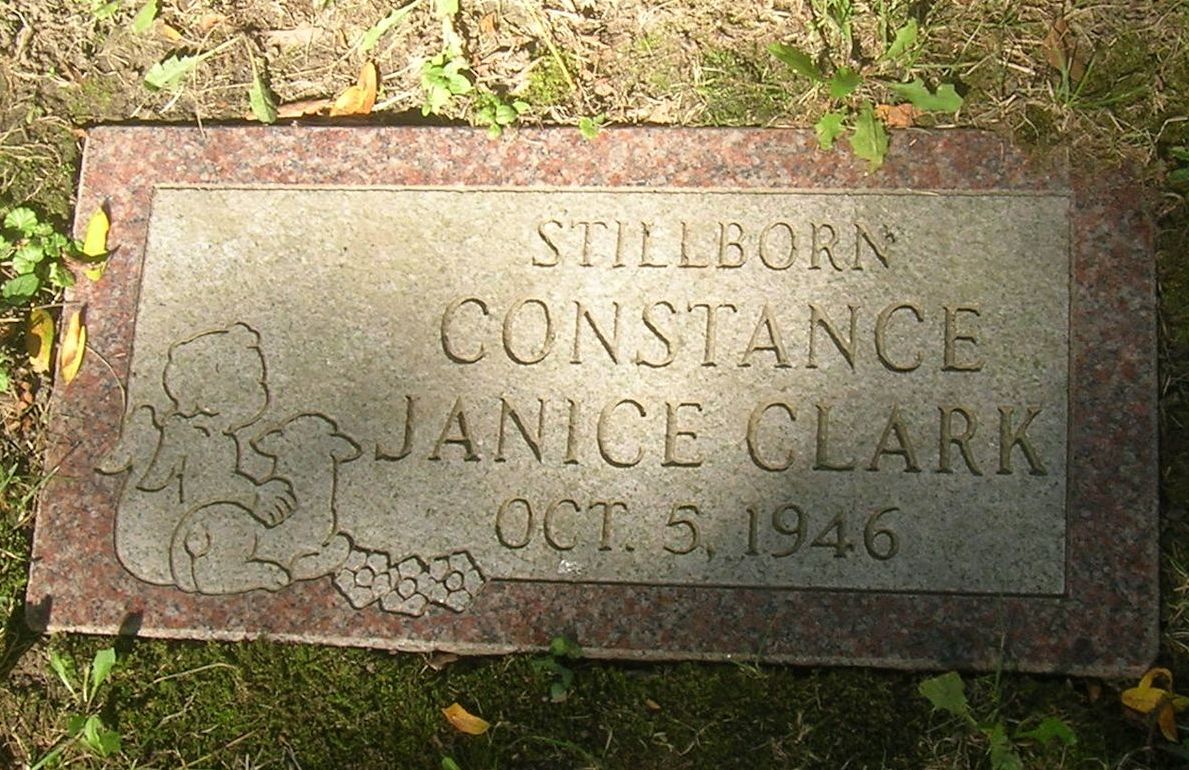 STILLBORN
CONSTANCE
JANICE CLARK
OCT. 5, 1946